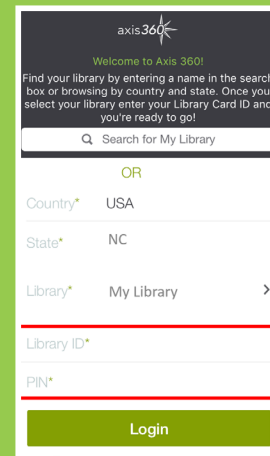 axis360
Welcome to Axis 360!
Find your library by entering a name in the search
box or browsing by country and state. Once you
select your library enter your Library Card ID and
you're ready to go!
Search for My Library
OR
Country* USA
State* NC
Library* My Library >
Library ID*
PIN*
Login